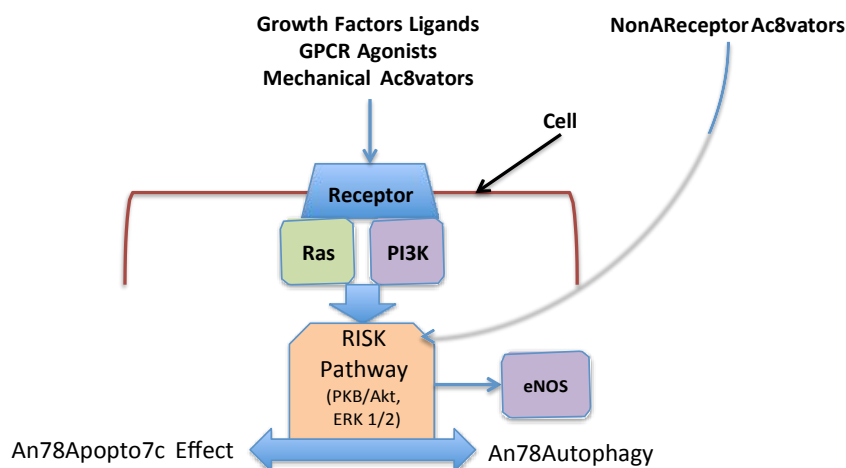 Growth Factors Ligands
GPCR Agonists
Mechanical Ac8vators
NonAReceptor Ac8vators
Cell
Receptor
Ras
PI3K
RISK
Pathway
(PKB/Akt,
ERK 1/2)
eNOS
An78Apopto7c Effect
An78Autophagy